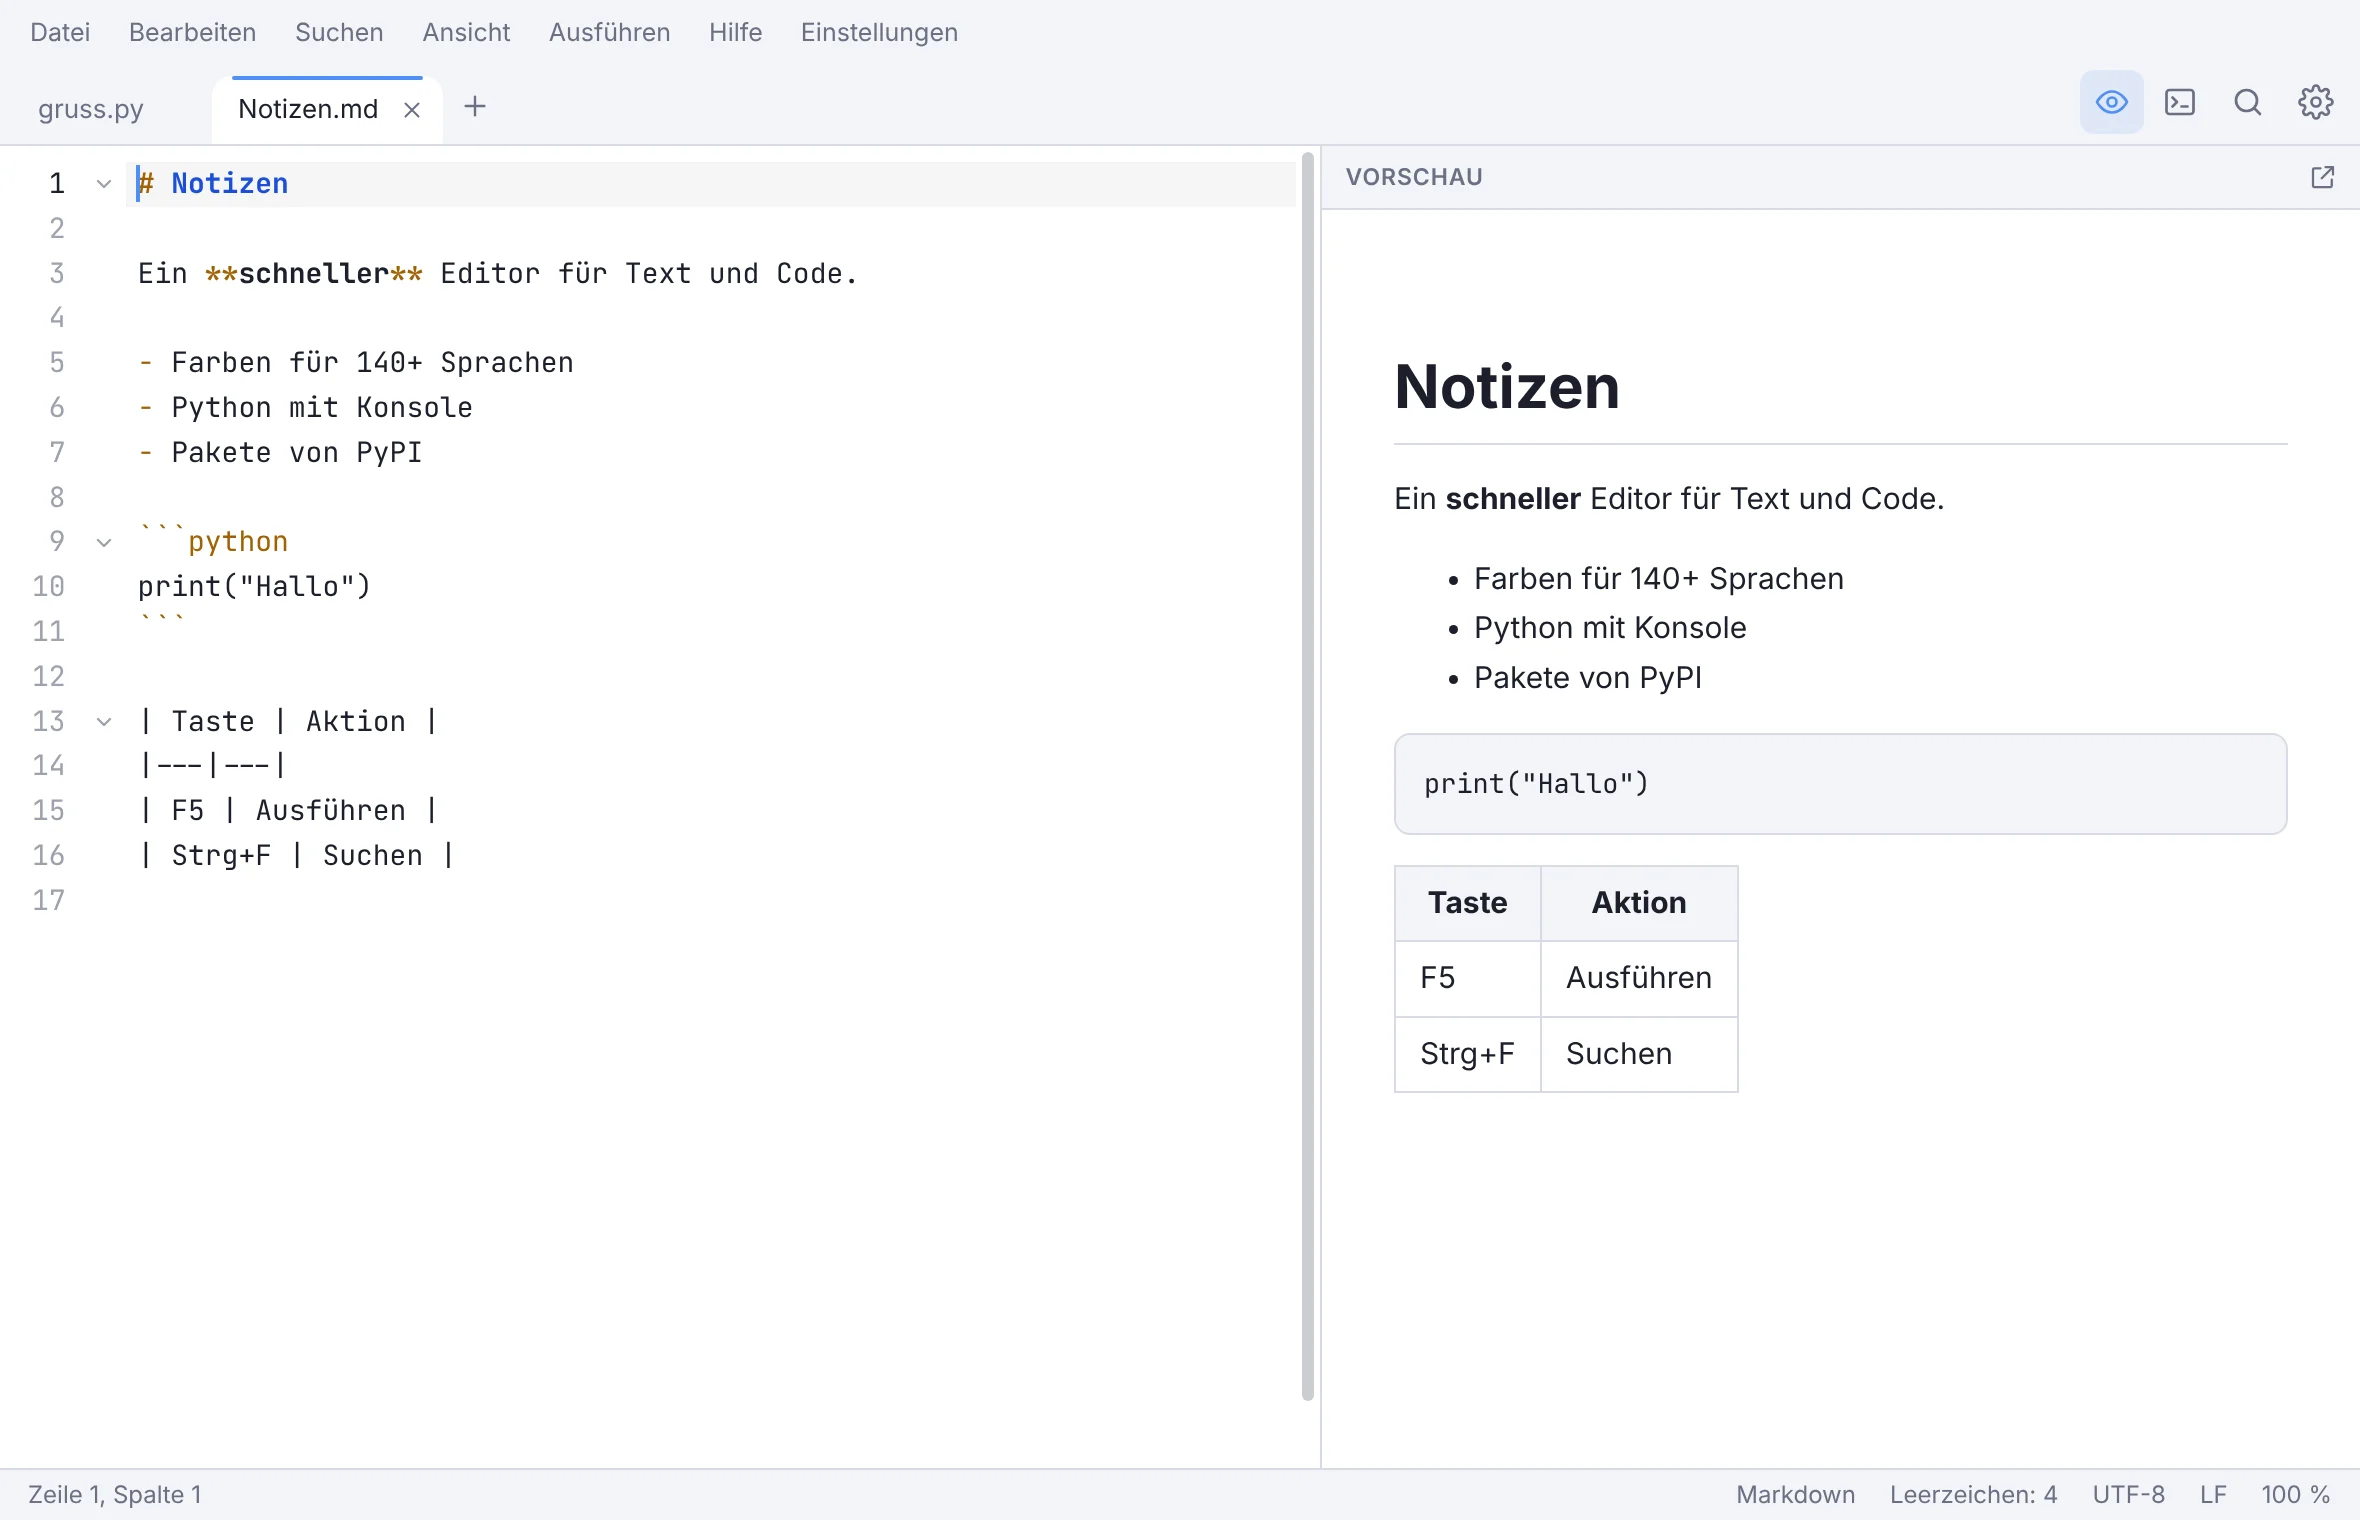 Datei Bearbeiten Suchen Ansicht Ausführen Hilfe Einstellungen
gruss.py Notizen.md
1 # Notizen
2
3 Ein **schneller** Editor für Text und Code.
4
5 - Farben für 140+ Sprachen
6 - Python mit Konsole
7 - Pakete von PyPI
8
9 ```python
10 print("Hallo")
11 ```
12
13 | Taste | Aktion |
14 |---|---|
15 | F5 | Ausführen |
16 | Strg+F | Suchen |
17
VORSCHAU
Notizen
Ein schneller Editor für Text und Code.
• Farben für 140+ Sprachen
• Python mit Konsole
• Pakete von PyPI
print("Hallo")
Taste Aktion
F5 Ausführen
Strg+F Suchen
Zeile 1, Spalte 1 Markdown Leerzeichen: 4 UTF-8 LF 100 %